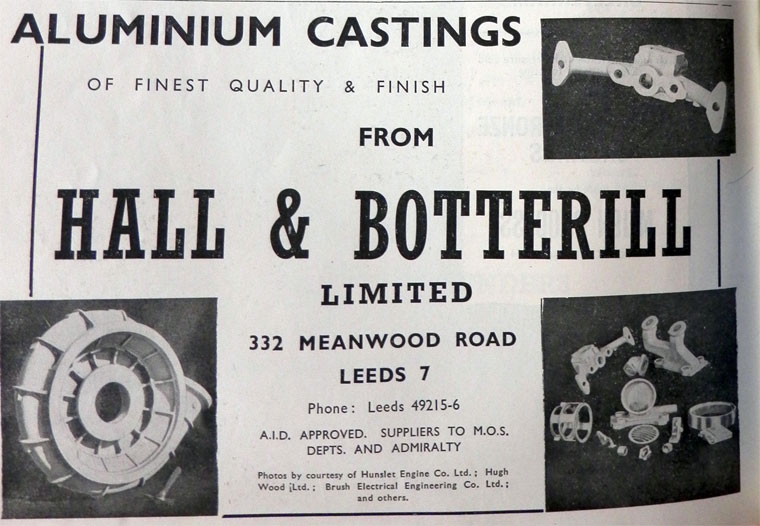 ALUMINIUM CASTINGS
OF FINEST QUALITY & FINISH
FROM
HALL & BOTTERILL
LIMITED
332 MEANWOOD ROAD
LEEDS 7
Phone: Leeds 49215-6
A.I.D. APPROVED. SUPPLIERS TO M.O.S.
DEPTS. AND ADMIRALTY
Photos by courtesy of Hunslet Engine Co. Ltd.; Hugh
Wood ¡Ltd.; Brush Electrical Engineering Co. Ltd.;
and others.